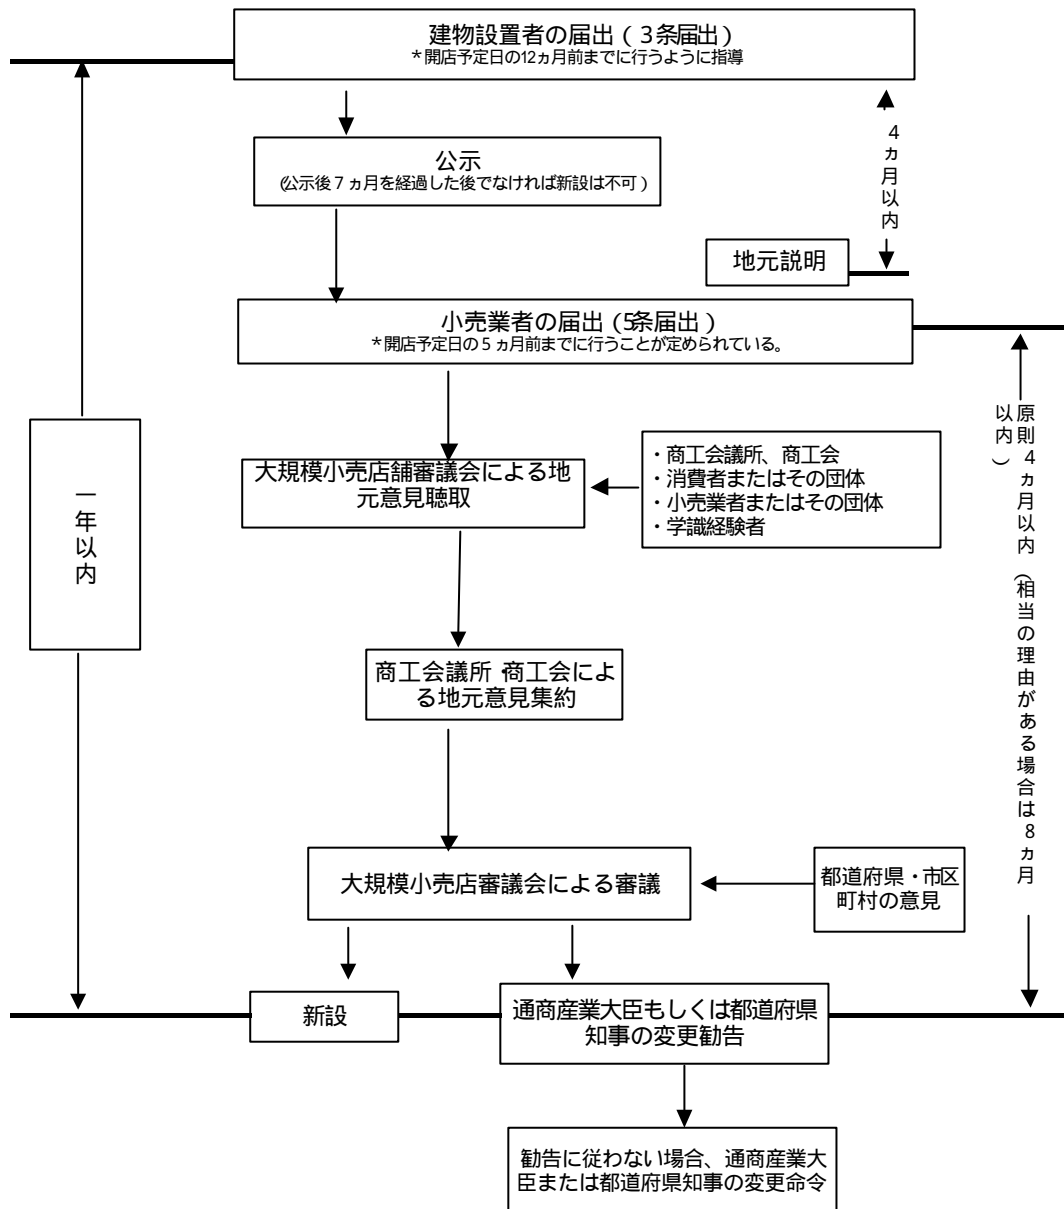 建物設置者の届出（3条届出）
*開店予定日の12ヵ月前までに行うように指導
公示
(公示後7ヵ月を経過した後でなければ新設は不可）
4ヵ月以内
地元説明
小売業者の届出（5条届出）
*開店予定日の5ヵ月前までに行うことが定められている。
一年以内
大規模小売店舗審議会による地
元意見聴取
・商工会議所、商工会
・消費者またはその団体
・小売業者またはその団体
・学識経験者
原則4ヵ月以内（相当の理由がある場合は8ヵ月
以内）
商工会議所・商工会によ
る地元意見集約
大規模小売店審議会による審議
都道府県・市区
町村の意見
新設
通商産業大臣もしくは都道府県
知事の変更勧告
勧告に従わない場合、通商産業大
臣または都道府県知事の変更命令